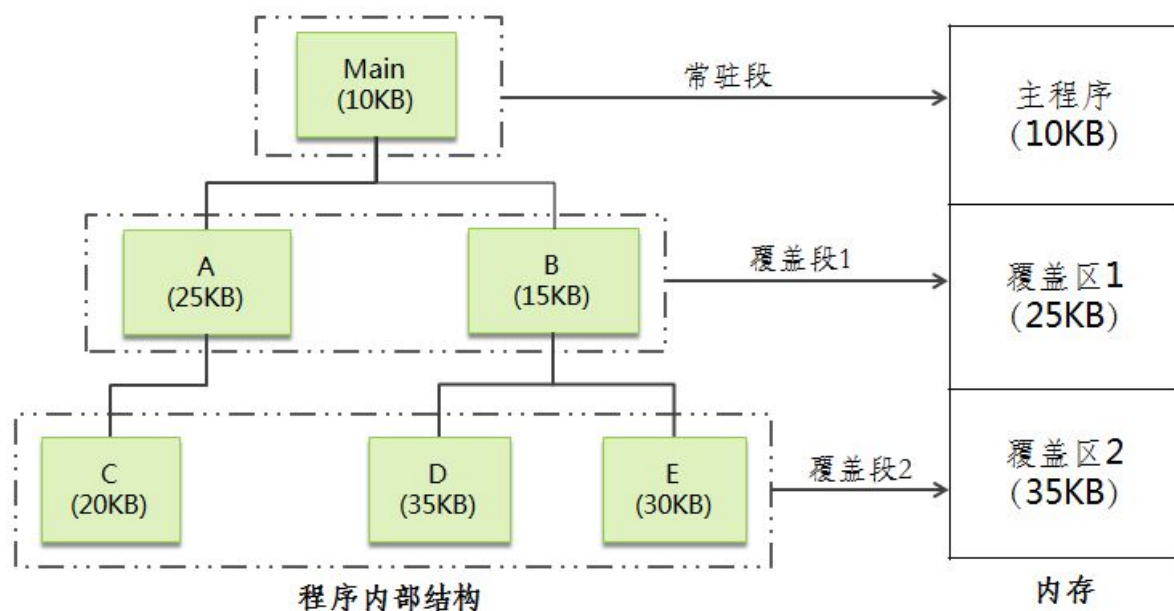 Main
(10KB)
常驻段
主程序
(10KB)
A
(25KB)
B
(15KB)
覆盖段1
覆盖区1
(25KB)
C
(20KB)
D
(35KB)
E
(30KB)
覆盖段2
覆盖区2
(35KB)
程序内部结构
内存